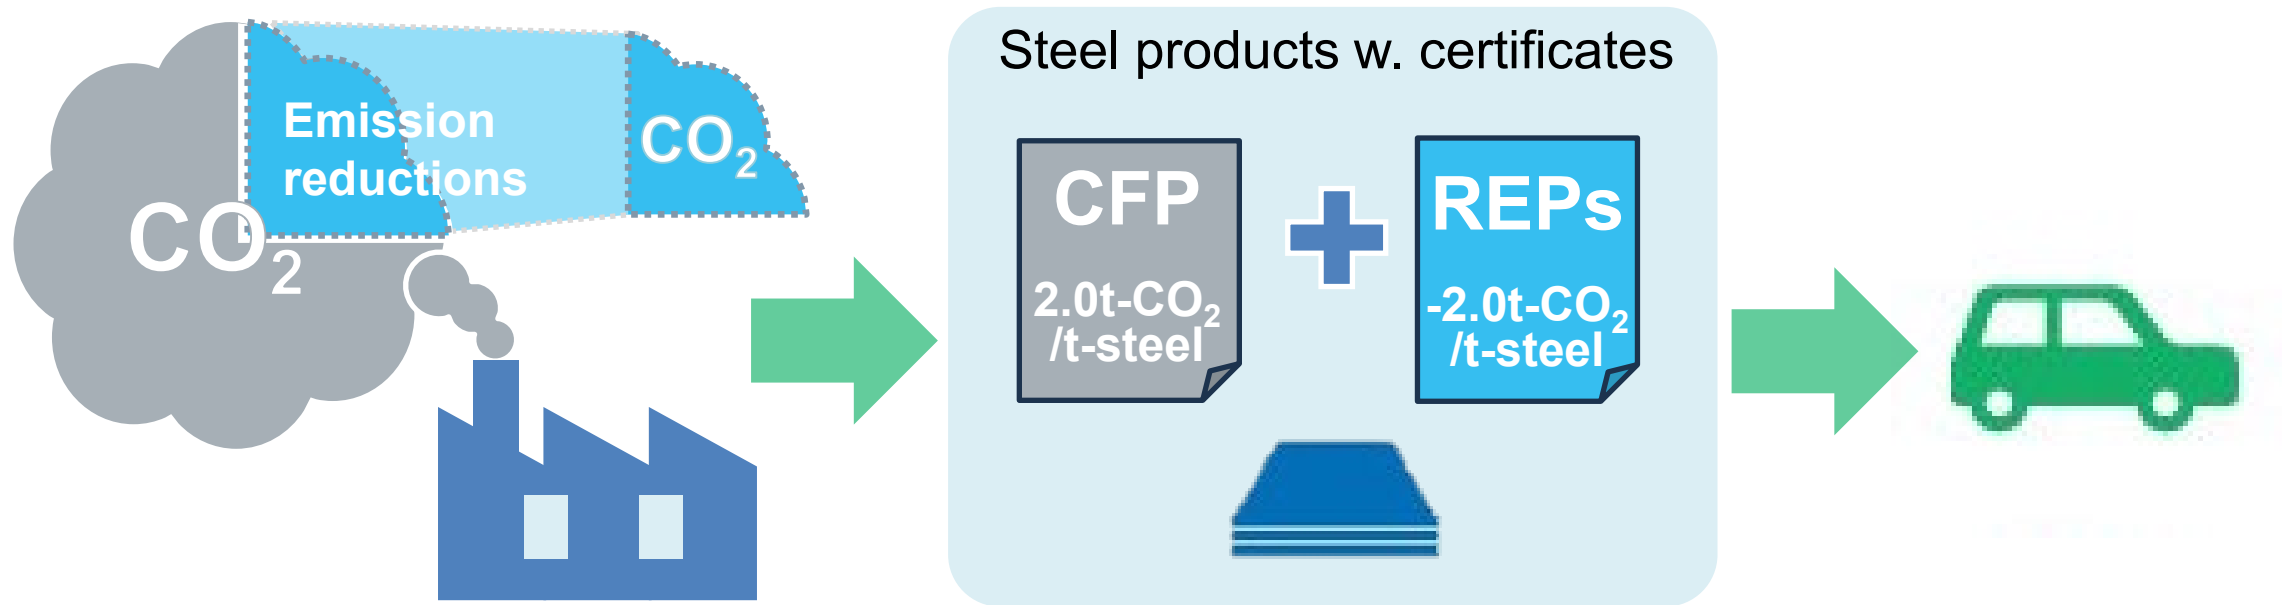 Emission
reductions
CO₂
CO₂
Steel products w. certificates
CFP
2.0t-CO₂
/t-steel
REPs
-2.0t-CO₂
/t-steel